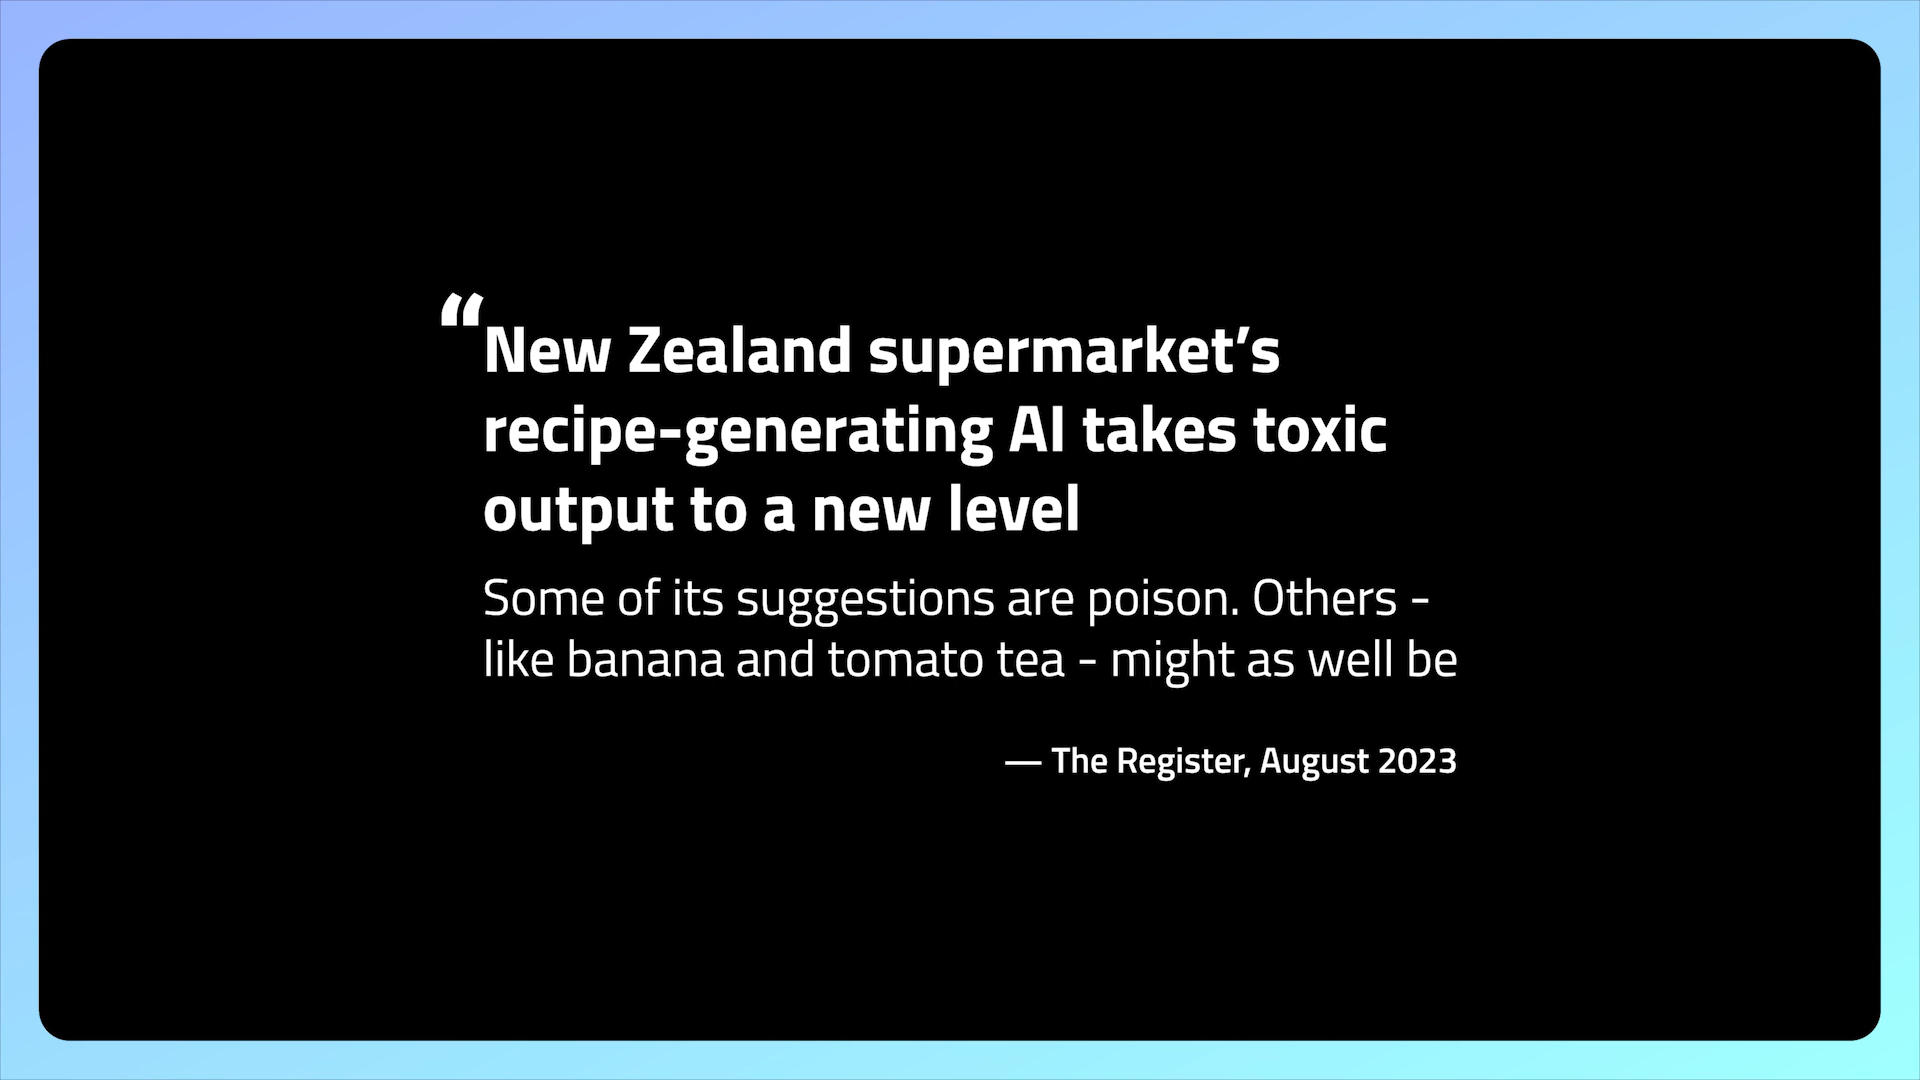 “New Zealand supermarket’s
recipe-generating AI takes toxic
output to a new level
Some of its suggestions are poison. Others -
like banana and tomato tea - might as well be
— The Register, August 2023